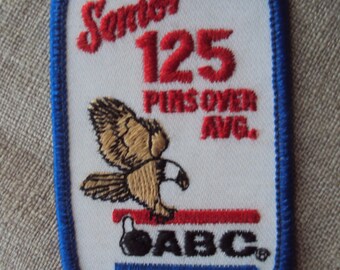 Senior
125
PINS OVER
AVG.
ABC®